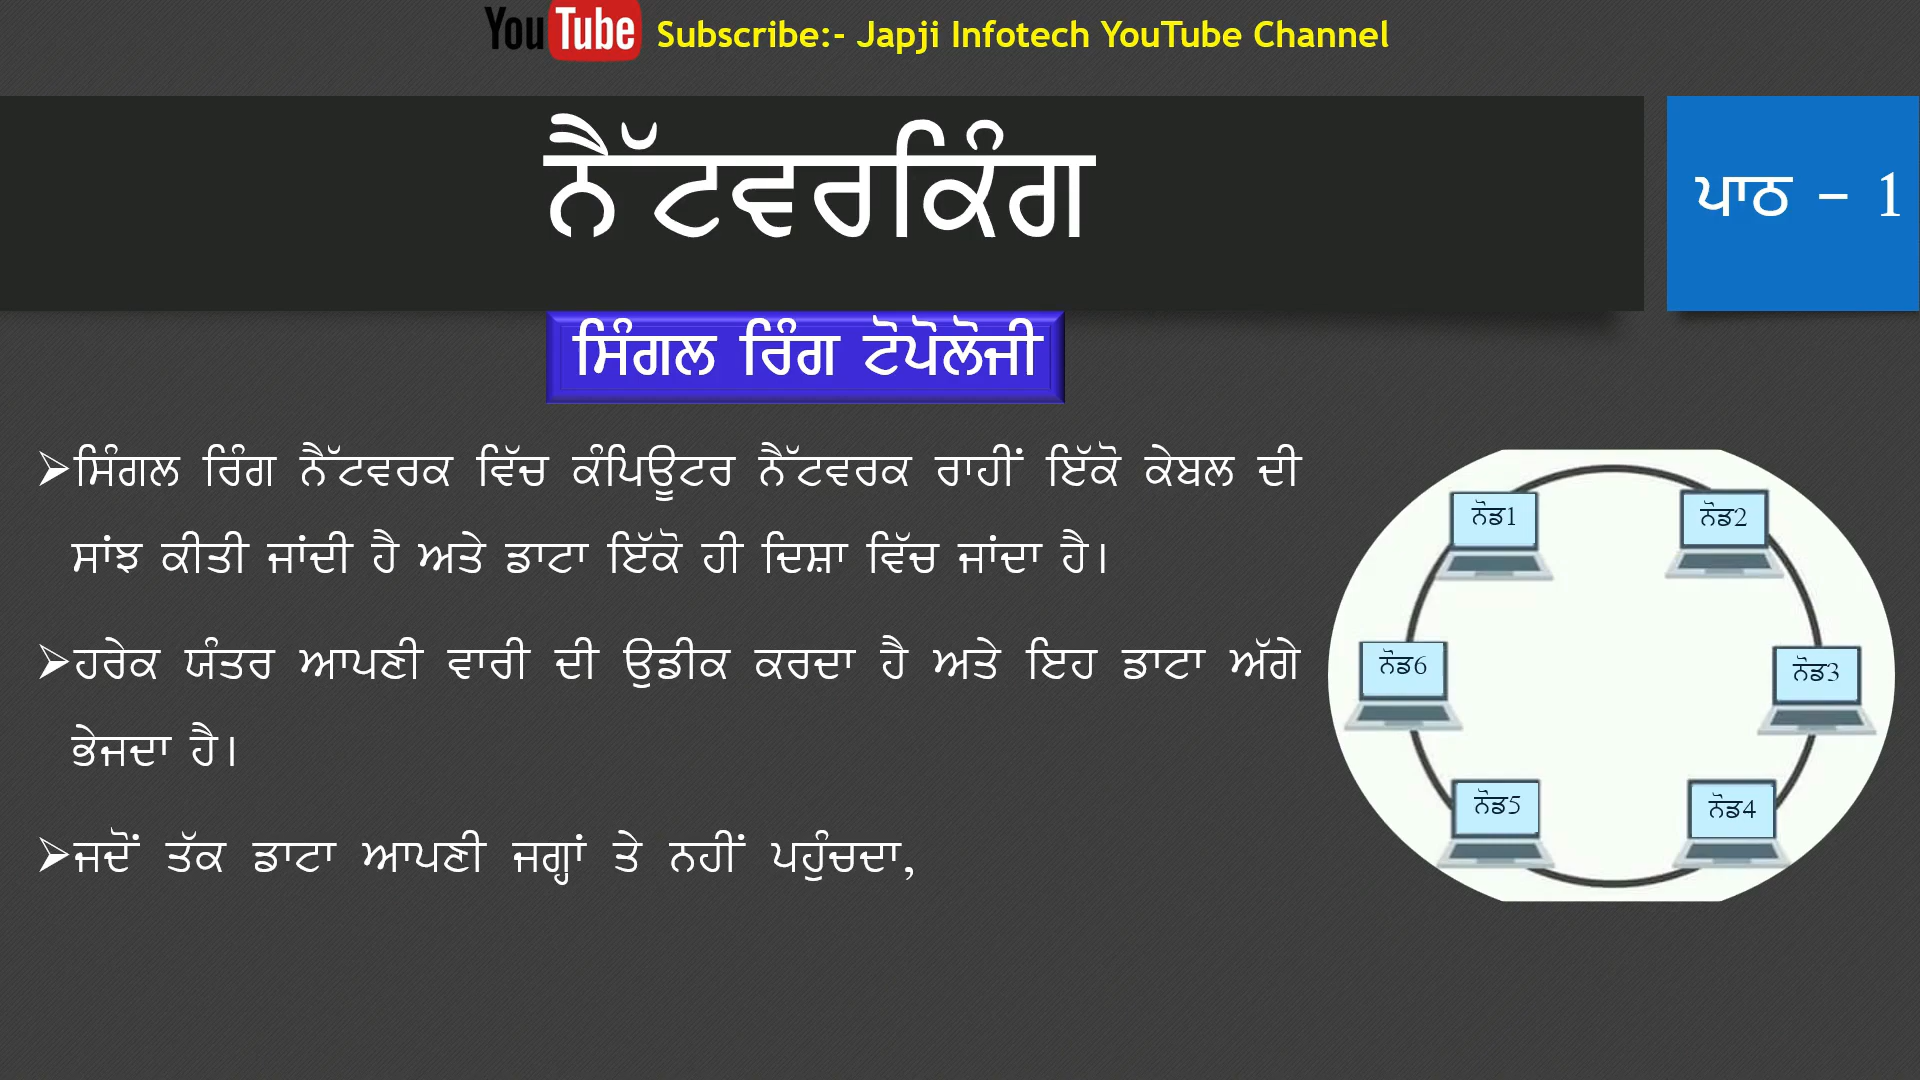 YouTube Subscribe:- Japji Infotech YouTube Channel
ਨੈੱਟਵਰਕਿੰਗ
ਪਾਠ – 1
ਸਿੰਗਲ ਰਿੰਗ ਟੋਪੋਲੋਜੀ
➢ਸਿੰਗਲ ਰਿੰਗ ਨੈੱਟਵਰਕ ਵਿੱਚ ਕੰਪਿਊਟਰ ਨੈੱਟਵਰਕ ਰਾਹੀਂ ਇੱਕੋ ਕੇਬਲ ਦੀ
ਸਾਂਝ ਕੀਤੀ ਜਾਂਦੀ ਹੈ ਅਤੇ ਡਾਟਾ ਇੱਕੋ ਹੀ ਦਿਸ਼ਾ ਵਿੱਚ ਜਾਂਦਾ ਹੈ।
➢ਹਰੇਕ ਯੰਤਰ ਆਪਣੀ ਵਾਰੀ ਦੀ ਉਡੀਕ ਕਰਦਾ ਹੈ ਅਤੇ ਇਹ ਡਾਟਾ ਅੱਗੇ
ਭੇਜਦਾ ਹੈ।
➢ਜਦੋਂ ਤੱਕ ਡਾਟਾ ਆਪਣੀ ਜਗ੍ਹਾਂ ਤੇ ਨਹੀਂ ਪਹੁੰਚਦਾ,
ਨੋਡ1
ਨੋਡ2
ਨੋਡ3
ਨੋਡ4
ਨੋਡ5
ਨੋਡ6